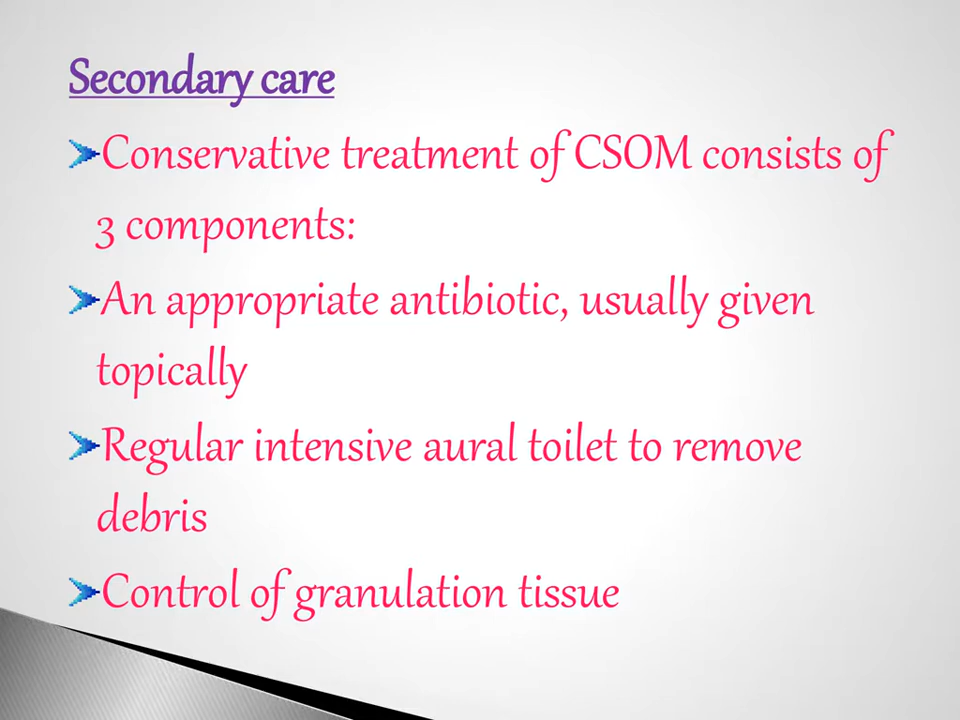 Secondary care
Conservative treatment of CSOM consists of
3 components:
An appropriate antibiotic, usually given
topically
Regular intensive aural toilet to remove
debris
Control of granulation tissue